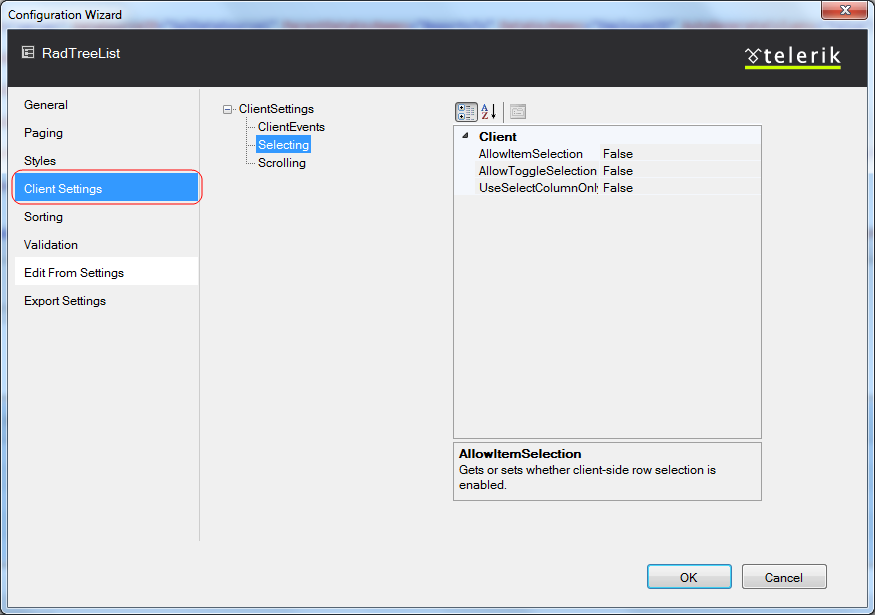 Configuration Wizard
RadTreeList
telerik
General
Paging
Styles
Client Settings
Sorting
Validation
Edit From Settings
Export Settings
ClientSettings
ClientEvents
Selecting
Scrolling
Client
AllowItemSelection False
AllowToggleSelection False
UseSelectColumnOnl False
AllowItemSelection
Gets or sets whether client-side row selection is
enabled.
OK Cancel